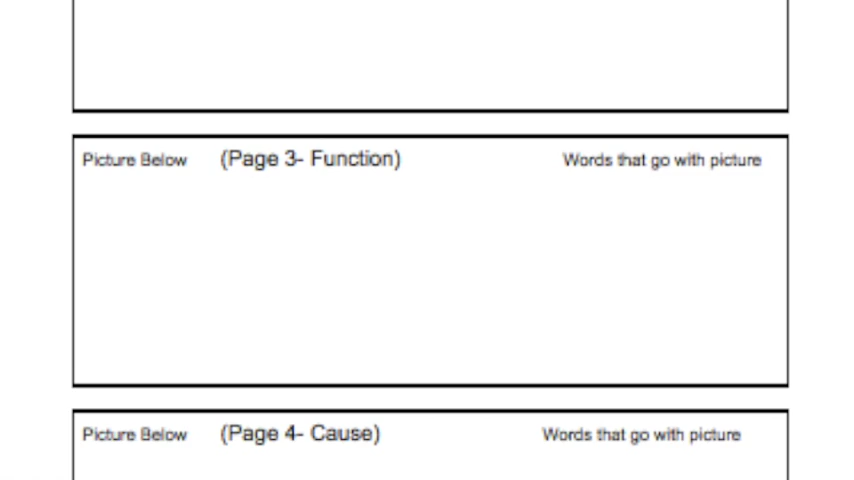 Picture Below (Page 3- Function) Words that go with picture
Picture Below (Page 4- Cause) Words that go with picture